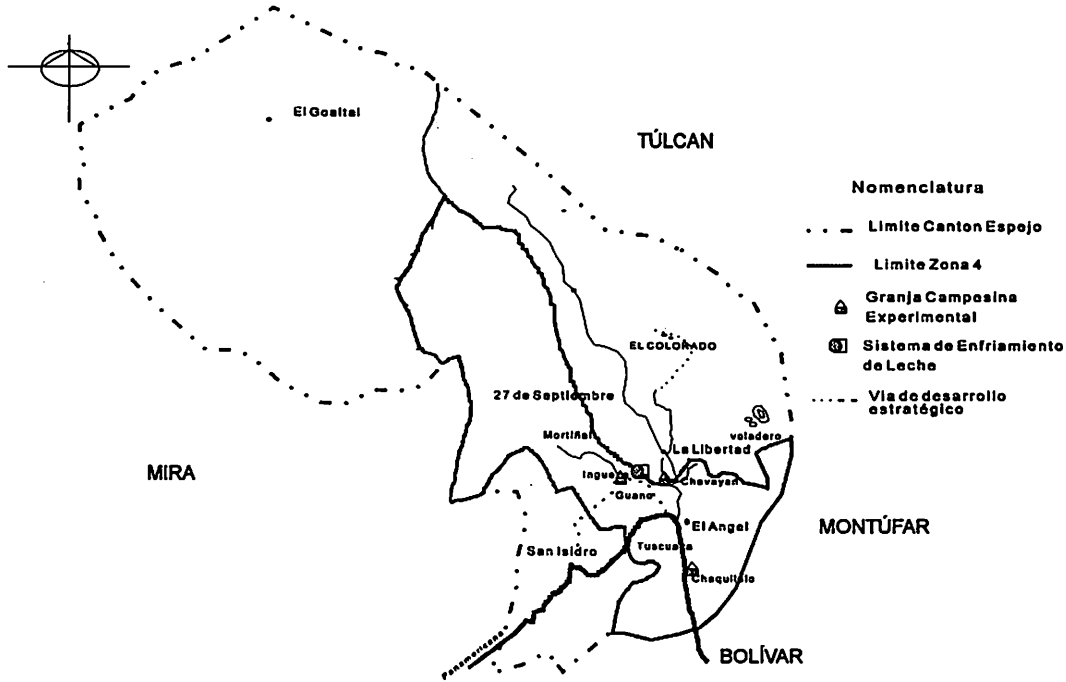 El Goaltal
TÚLCAN
Nomenclatura
Limite Canton Espejo
Limite Zona 4
Granja Campesina
Experimental
Sistema de Enfriamiento
de Leche
Via de desarrollo
estratégico
EL COLORADO
27 de Septiembre
voladero
Mortiñal
La Libertad
MIRA
Chavayan
Guano
MONTÚFAR
El Angel
San Isidro
Panamericana
BOLÍVAR